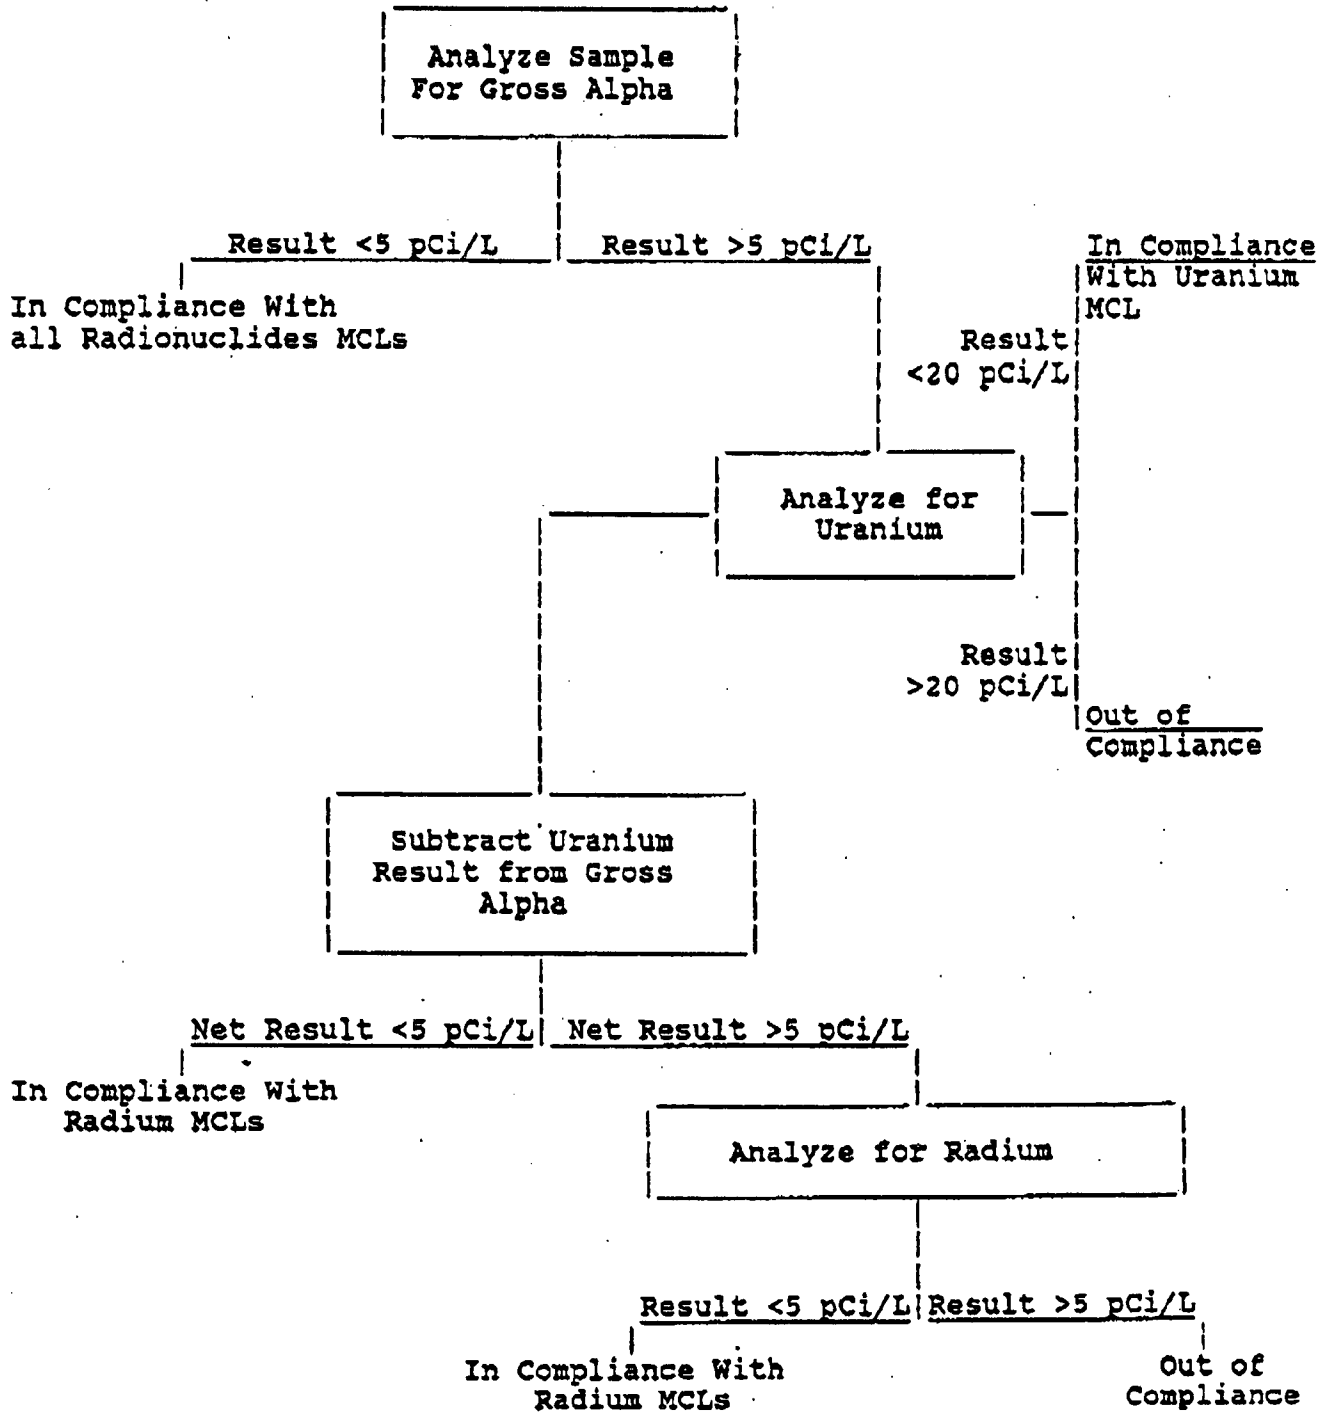 Analyze Sample
For Gross Alpha
Result <5 pCi/L
Result >5 pCi/L
In Compliance With
all Radionuclides MCLs
In Compliance
With Uranium
MCL
Result
<20 pCi/L
Analyze for
Uranium
Result
>20 pCi/L
Out of
Compliance
Subtract Uranium
Result from Gross
Alpha
Net Result <5 pCi/L
Net Result >5 pCi/L
In Compliance With
Radium MCLs
Analyze for Radium
Result <5 pCi/L
Result >5 pCi/L
In Compliance With
Radium MCLs
Out of
Compliance